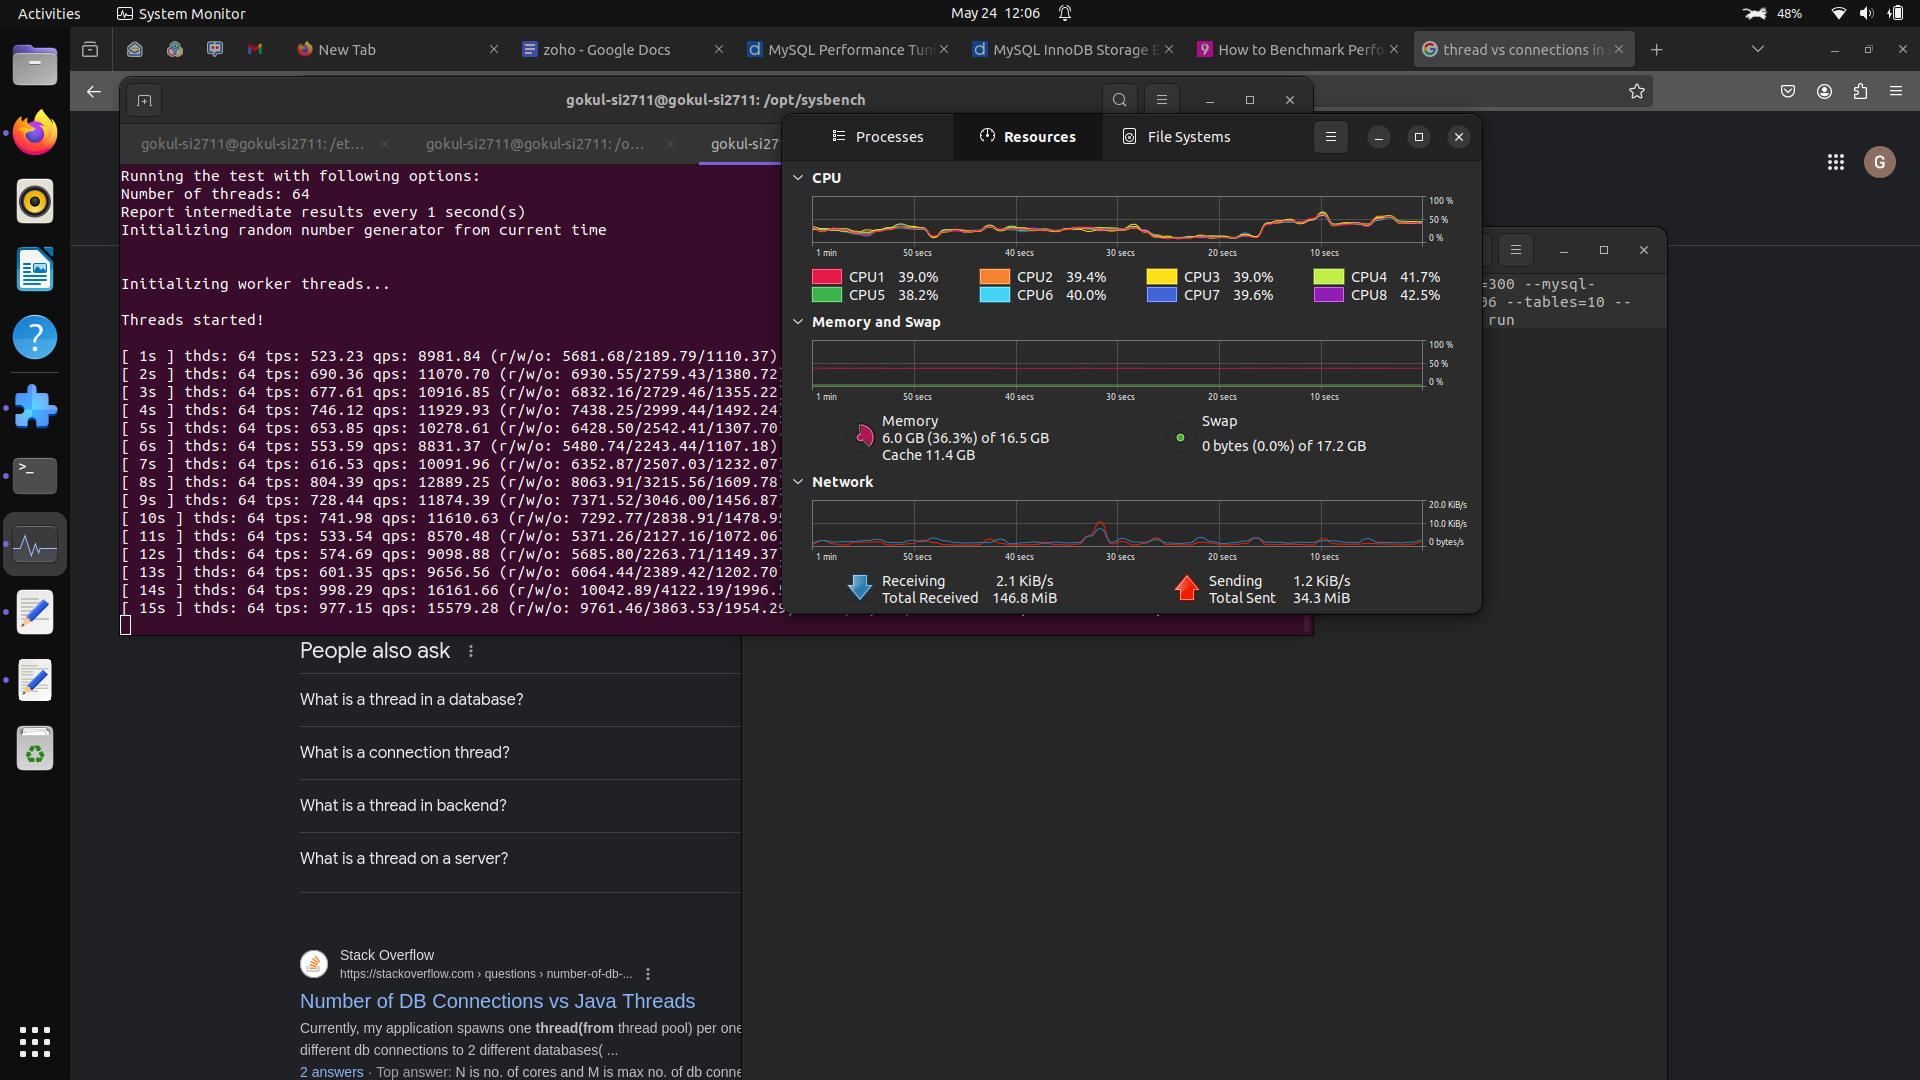 Activities
System Monitor
May 24 12:06
48%
New Tab
zoho - Google Docs
MySQL Performance Tuni
MySQL InnoDB Storage E
How to Benchmark Perfo
thread vs connections in
gokul-si2711@gokul-si2711: /opt/sysbench
gokul-si2711@gokul-si2711: /et...
gokul-si2711@gokul-si2711: /o...
gokul-si27
Running the test with following options:
Number of threads: 64
Report intermediate results every 1 second(s)
Initializing random number generator from current time
Initializing worker threads...
Threads started!
[ 1s ] thds: 64 tps: 523.23 qps: 8981.84 (r/w/o: 5681.68/2189.79/1110.37)
[ 2s ] thds: 64 tps: 690.36 qps: 11070.70 (r/w/o: 6930.55/2759.43/1380.72
[ 3s ] thds: 64 tps: 677.61 qps: 10916.85 (r/w/o: 6832.16/2729.46/1355.22
[ 4s ] thds: 64 tps: 746.12 qps: 11929.93 (r/w/o: 7438.25/2999.44/1492.24
[ 5s ] thds: 64 tps: 653.85 qps: 10278.61 (r/w/o: 6428.50/2542.41/1307.70
[ 6s ] thds: 64 tps: 553.59 qps: 8831.37 (r/w/o: 5480.74/2243.44/1107.18)
[ 7s ] thds: 64 tps: 616.53 qps: 10091.96 (r/w/o: 6352.87/2507.03/1232.07
[ 8s ] thds: 64 tps: 804.39 qps: 12889.25 (r/w/o: 8063.91/3215.56/1609.78
[ 9s ] thds: 64 tps: 728.44 qps: 11874.39 (r/w/o: 7371.52/3046.00/1456.87
[ 10s ] thds: 64 tps: 741.98 qps: 11610.63 (r/w/o: 7292.77/2838.91/1478.95
[ 11s ] thds: 64 tps: 533.54 qps: 8570.48 (r/w/o: 5371.26/2127.16/1072.06
[ 12s ] thds: 64 tps: 574.69 qps: 9098.88 (r/w/o: 5685.80/2263.71/1149.37
[ 13s ] thds: 64 tps: 601.35 qps: 9656.56 (r/w/o: 6064.44/2389.42/1202.70
[ 14s ] thds: 64 tps: 998.29 qps: 16161.66 (r/w/o: 10042.89/4122.19/1996.5
[ 15s ] thds: 64 tps: 977.15 qps: 15579.28 (r/w/o: 9761.46/3863.53/1954.29
Processes
Resources
File Systems
CPU
100 %
50 %
0 %
1 min 50 secs 40 secs 30 secs 20 secs 10 secs
CPU1 39.0% CPU2 39.4% CPU3 39.0% CPU4 41.7%
CPU5 38.2% CPU6 40.0% CPU7 39.6% CPU8 42.5%
Memory and Swap
100 %
50 %
0 %
1 min 50 secs 40 secs 30 secs 20 secs 10 secs
Memory
6.0 GB (36.3%) of 16.5 GB
Cache 11.4 GB
Swap
0 bytes (0.0%) of 17.2 GB
Network
20.0 KiB/s
10.0 KiB/s
0 bytes/s
1 min 50 secs 40 secs 30 secs 20 secs 10 secs
Receiving 2.1 KiB/s
Total Received 146.8 MiB
Sending 1.2 KiB/s
Total Sent 34.3 MiB
G
=300 --mysql-
06 --tables=10 --
run
People also ask
What is a thread in a database?
What is a connection thread?
What is a thread in backend?
What is a thread on a server?
Stack Overflow
https://stackoverflow.com › questions › number-of-db-...
Number of DB Connections vs Java Threads
Currently, my application spawns one thread(from thread pool) per one
different db connections to 2 different databases( ...
2 answers · Top answer: N is no. of cores and M is max no. of db conne